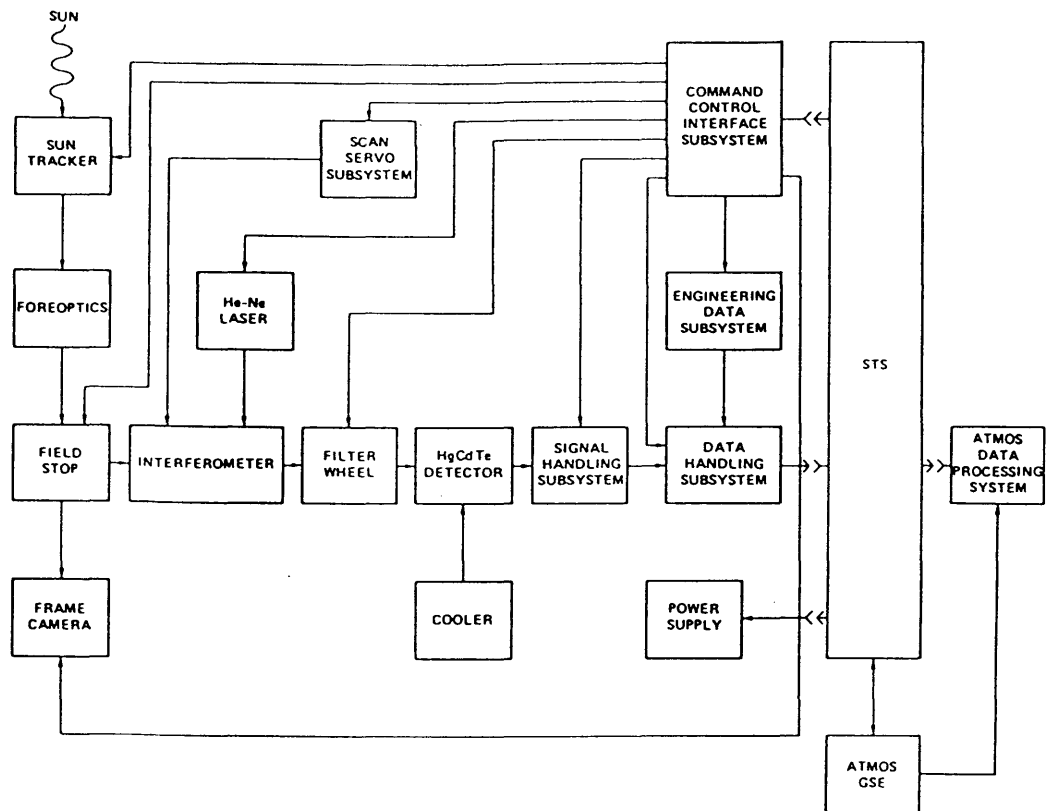 SUN
SUN
TRACKER
FOREOPTICS
FIELD
STOP
FRAME
CAMERA
SCAN
SERVO
SUBSYSTEM
He-Ne
LASER
INTERFEROMETER
FILTER
WHEEL
HgCdTe
DETECTOR
COOLER
SIGNAL
HANDLING
SUBSYSTEM
COMMAND
CONTROL
INTERFACE
SUBSYSTEM
ENGINEERING
DATA
SUBSYSTEM
DATA
HANDLING
SUBSYSTEM
POWER
SUPPLY
STS
ATMOS
DATA
PROCESSING
SYSTEM
ATMOS
GSE